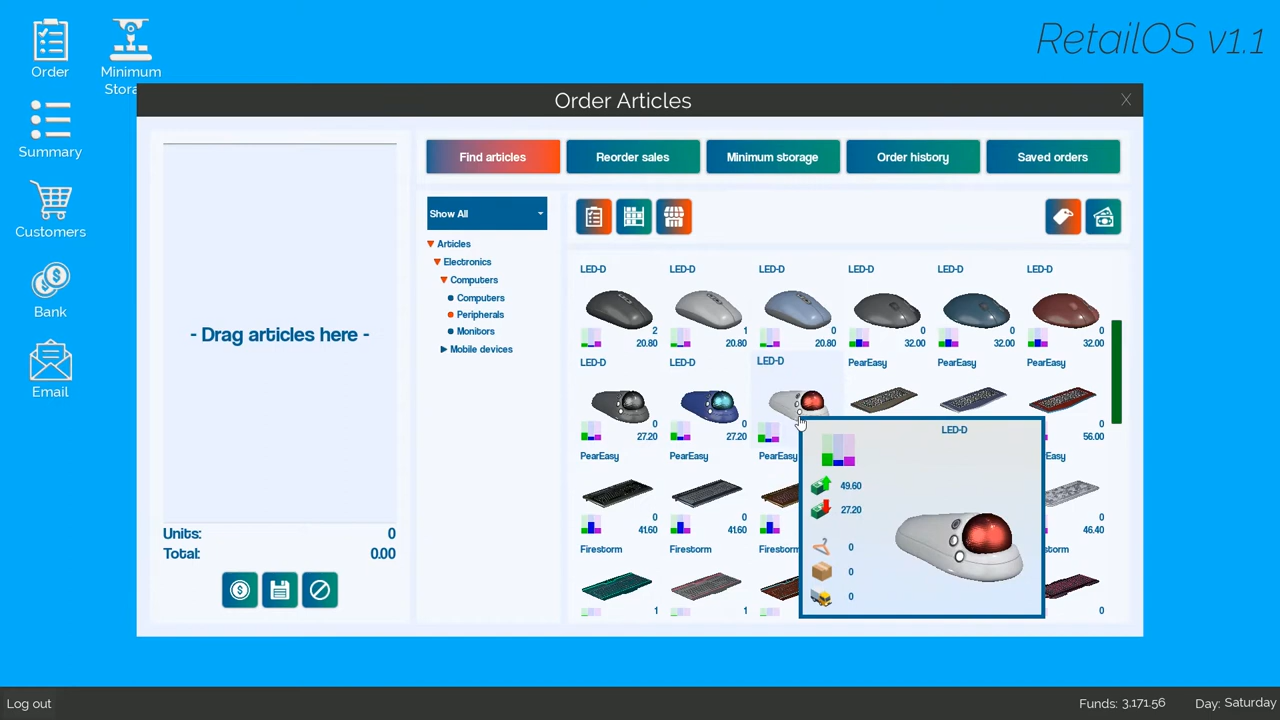 RetailOS v1.1
Order
Minimum
Stora
Summary
Customers
Bank
Email
Order Articles
X
- Drag articles here -
Units: 0
Total: 0.00
Find articles
Reorder sales
Minimum storage
Order history
Saved orders
Show All
Articles
Electronics
Computers
Computers
Peripherals
Monitors
Mobile devices
LED-D LED-D LED-D LED-D LED-D LED-D
2 1 0 0 0 0
20.80 20.80 20.80 32.00 32.00 32.00
LED-D LED-D LED-D PearEasy PearEasy PearEasy
0 0 0
27.20 27.20 56.00
PearEasy PearEasy PearEasy Easy
0 0 0
41.60 41.60 46.40
Firestorm Firestorm Firestorm storm
1 1 0
LED-D
49.60
27.20
0
0
0
Log out
Funds: 3,171.56
Day: Saturday